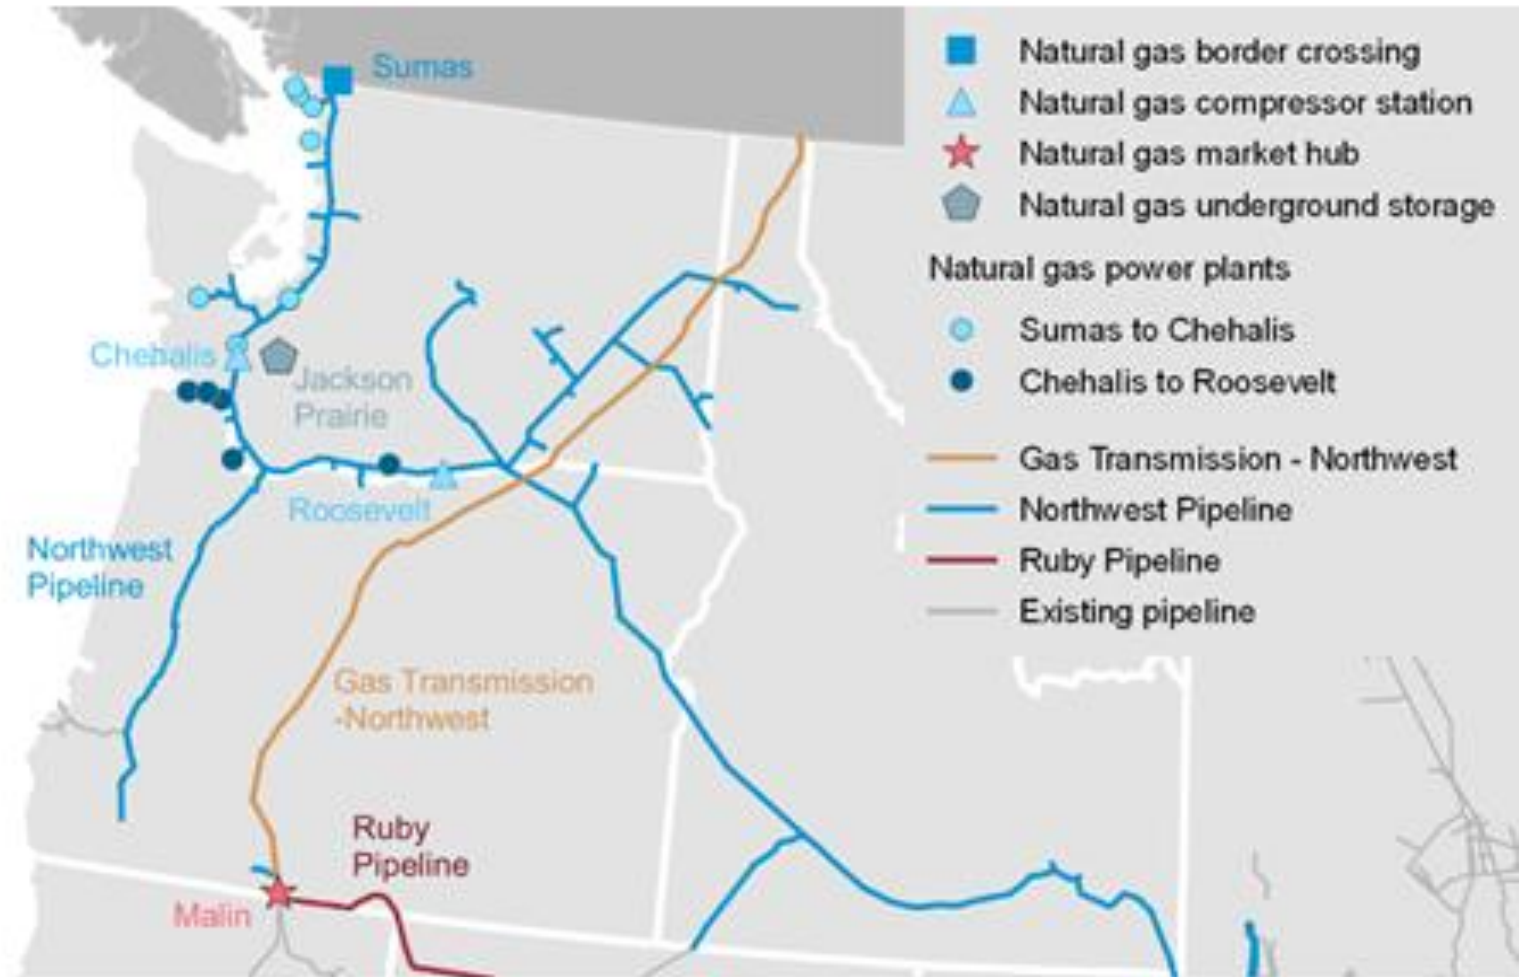 Sumas
Chehalis
Jackson
Prairie
Roosevelt
Northwest
Pipeline
Gas Transmission
-Northwest
Ruby
Pipeline
Malin
Natural gas border crossing
Natural gas compressor station
Natural gas market hub
Natural gas underground storage
Natural gas power plants
Sumas to Chehalis
Chehalis to Roosevelt
Gas Transmission - Northwest
Northwest Pipeline
Ruby Pipeline
Existing pipeline